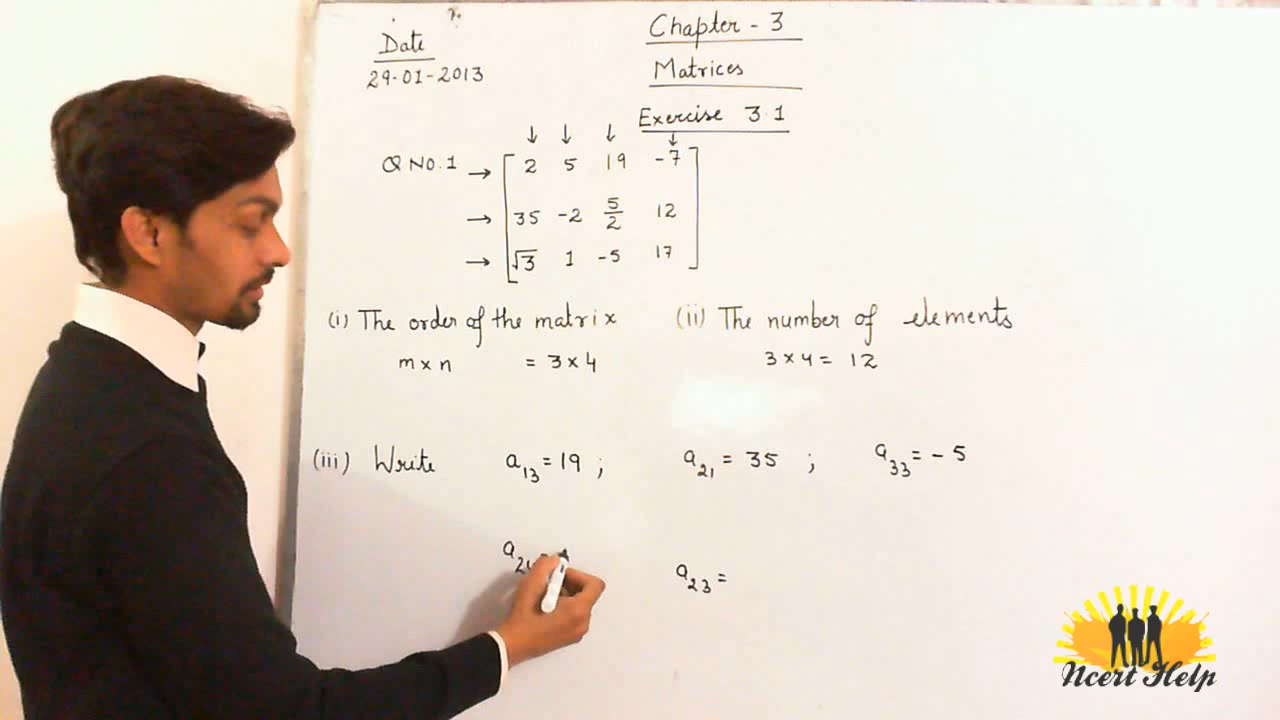 Date
29-01-2013
Chapter - 3
Matrices
Exercise 3.1
Q NO.1 → [ 2 5 19 -7 ]
→ 35 -2 5/2 12
→ √3 1 -5 17
(i) The order of the matrix
m × n = 3 × 4
(ii) The number of elements
3 × 4 = 12
(iii) Write a₁₃ = 19 ; a₂₁ = 35 ; a₃₃ = - 5
a₂₃ =
Ncert Help